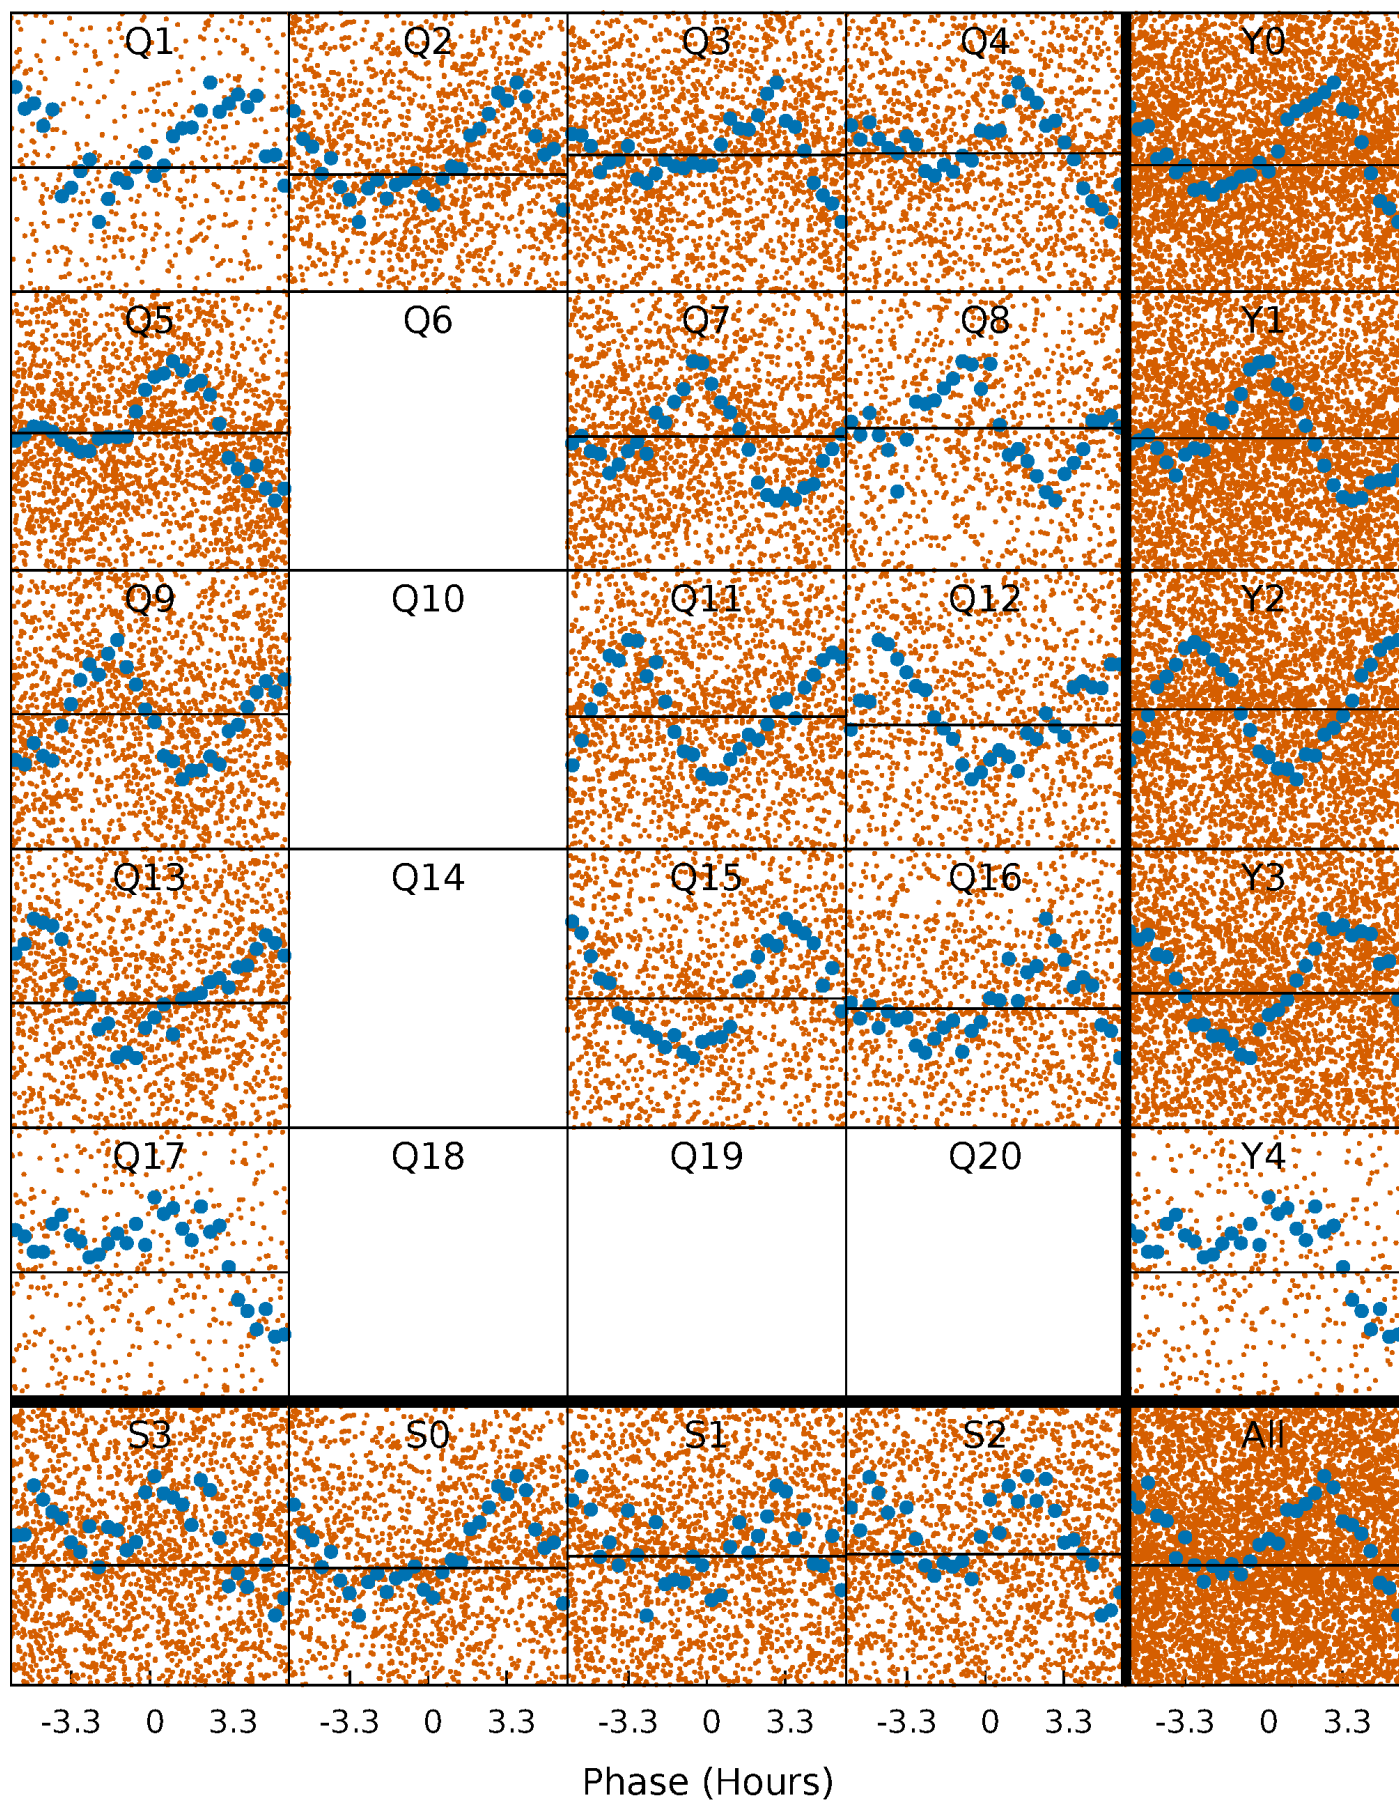 Q1 Q2 Q3 Q4 Y0
Q5 Q6 Q7 Q8 Y1
Q9 Q10 Q11 Q12 Y2
Q13 Q14 Q15 Q16 Y3
Q17 Q18 Q19 Q20 Y4
S3 S0 S1 S2 All
-3.3 0 3.3 -3.3 0 3.3 -3.3 0 3.3 -3.3 0 3.3 -3.3 0 3.3
Phase (Hours)